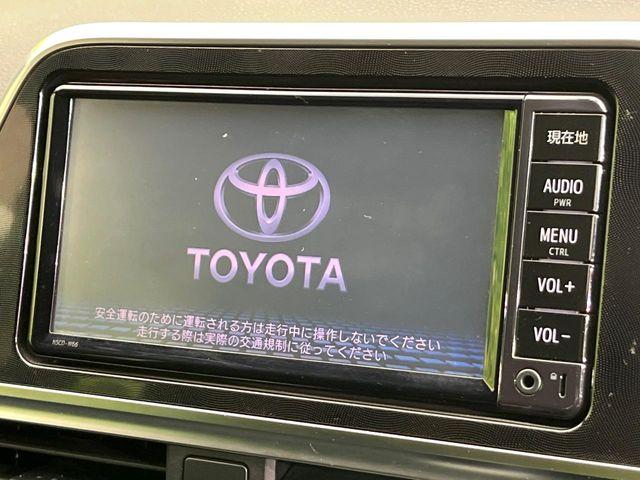 TOYOTA
安全運転のために運転される方は走行中に操作しないでください
走行する際は実際の交通規制に従ってください
NSCD-W66
現在地
AUDIO
PWR
MENU
CTRL
VOL+
VOL-